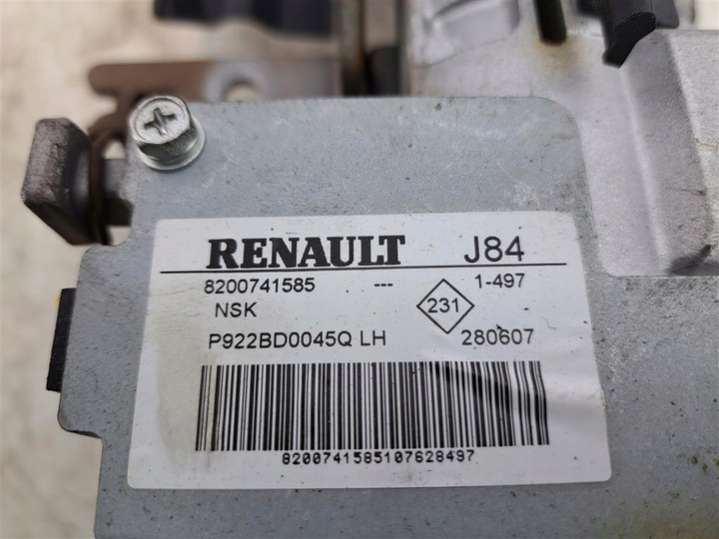 RENAULT J84
8200741585 --- 1-497
NSK 231
P922BD0045Q LH 280607
8200741585107628497